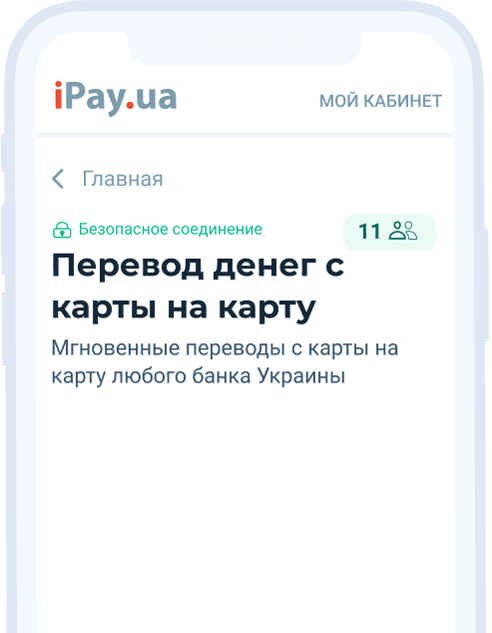 iPay.ua
МОЙ КАБИНЕТ
Главная
Безопасное соединение
11
Перевод денег с
карты на карту
Мгновенные переводы с карты на
карту любого банка Украины